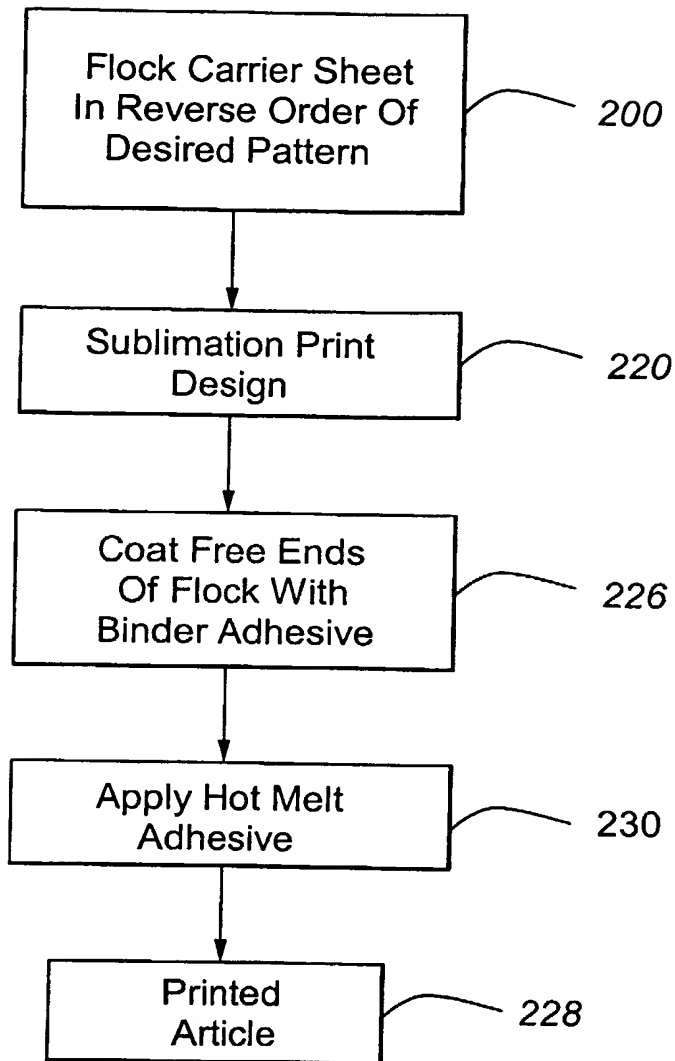 Flock Carrier Sheet
In Reverse Order Of
Desired Pattern
200
Sublimation Print
Design
220
Coat Free Ends
Of Flock With
Binder Adhesive
226
Apply Hot Melt
Adhesive
230
Printed
Article
228